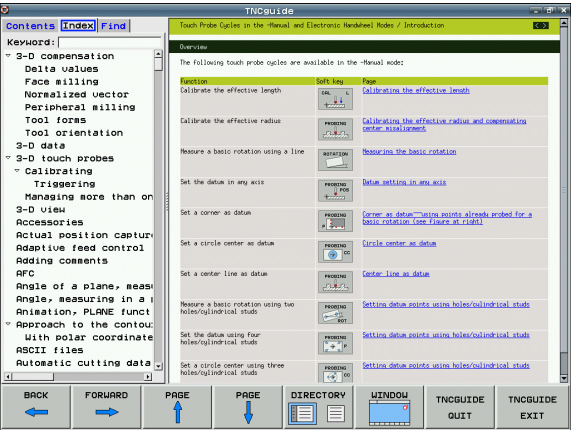 TNCguide
Contents Index Find
Keyword:
3-D compensation
Delta values
Face milling
Normalized vector
Peripheral milling
Tool forms
Tool orientation
3-D data
3-D touch probes
Calibrating
Triggering
Managing more than on
3-D view
Accessories
Actual position captur
Adaptive feed control
Adding comments
AFC
Angle of a plane, meas
Angle, measuring in a
Animation, PLANE funct
Approach to the contou
With polar coordinate
ASCII files
Automatic cutting data
Touch Probe Cycles in the -Manual and Electronic Handwheel Modes / Introduction
Overview
The following touch probe cycles are available in the -Manual mode:
Function Soft key Page
Calibrate the effective length CAL L Calibrating the effective length
Calibrate the effective radius PROBING Calibrating the effective radius and compensating
center misalignment
Measure a basic rotation using a line ROTATION Measuring the basic rotation
Set the datum in any axis PROBING POS Datum setting in any axis
Set a corner as datum PROBING P Corner as datum—using points already probed for a
basic rotation (see figure at right)
Set a circle center as datum PROBING CC Circle center as datum
Set a center line as datum PROBING Center line as datum
Measure a basic rotation using two
holes/cylindrical studs PROBING ROT Setting datum points using holes/cylindrical studs
Set the datum using four
holes/cylindrical studs PROBING P Setting datum points using holes/cylindrical studs
Set a circle center using three
holes/cylindrical studs PROBING CC Setting datum points using holes/cylindrical studs
BACK FORWARD PAGE PAGE DIRECTORY WINDOW TNCGUIDE QUIT TNCGUIDE EXIT